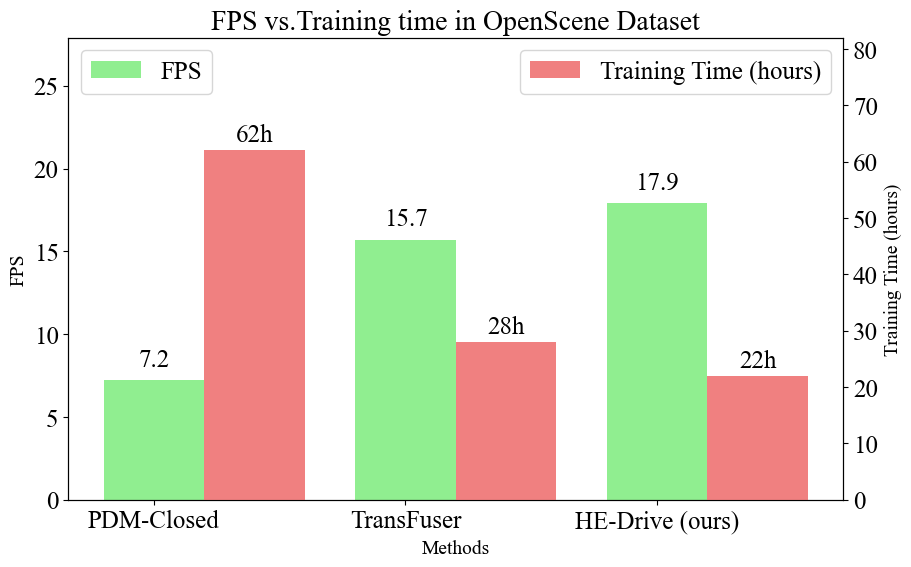 FPS vs.Training time in OpenScene Dataset
FPS
Training Time (hours)
25
20
15
10
5
0
FPS
80
70
60
50
40
30
20
10
0
Training Time (hours)
7.2
62h
15.7
28h
17.9
22h
PDM-Closed
TransFuser
HE-Drive (ours)
Methods